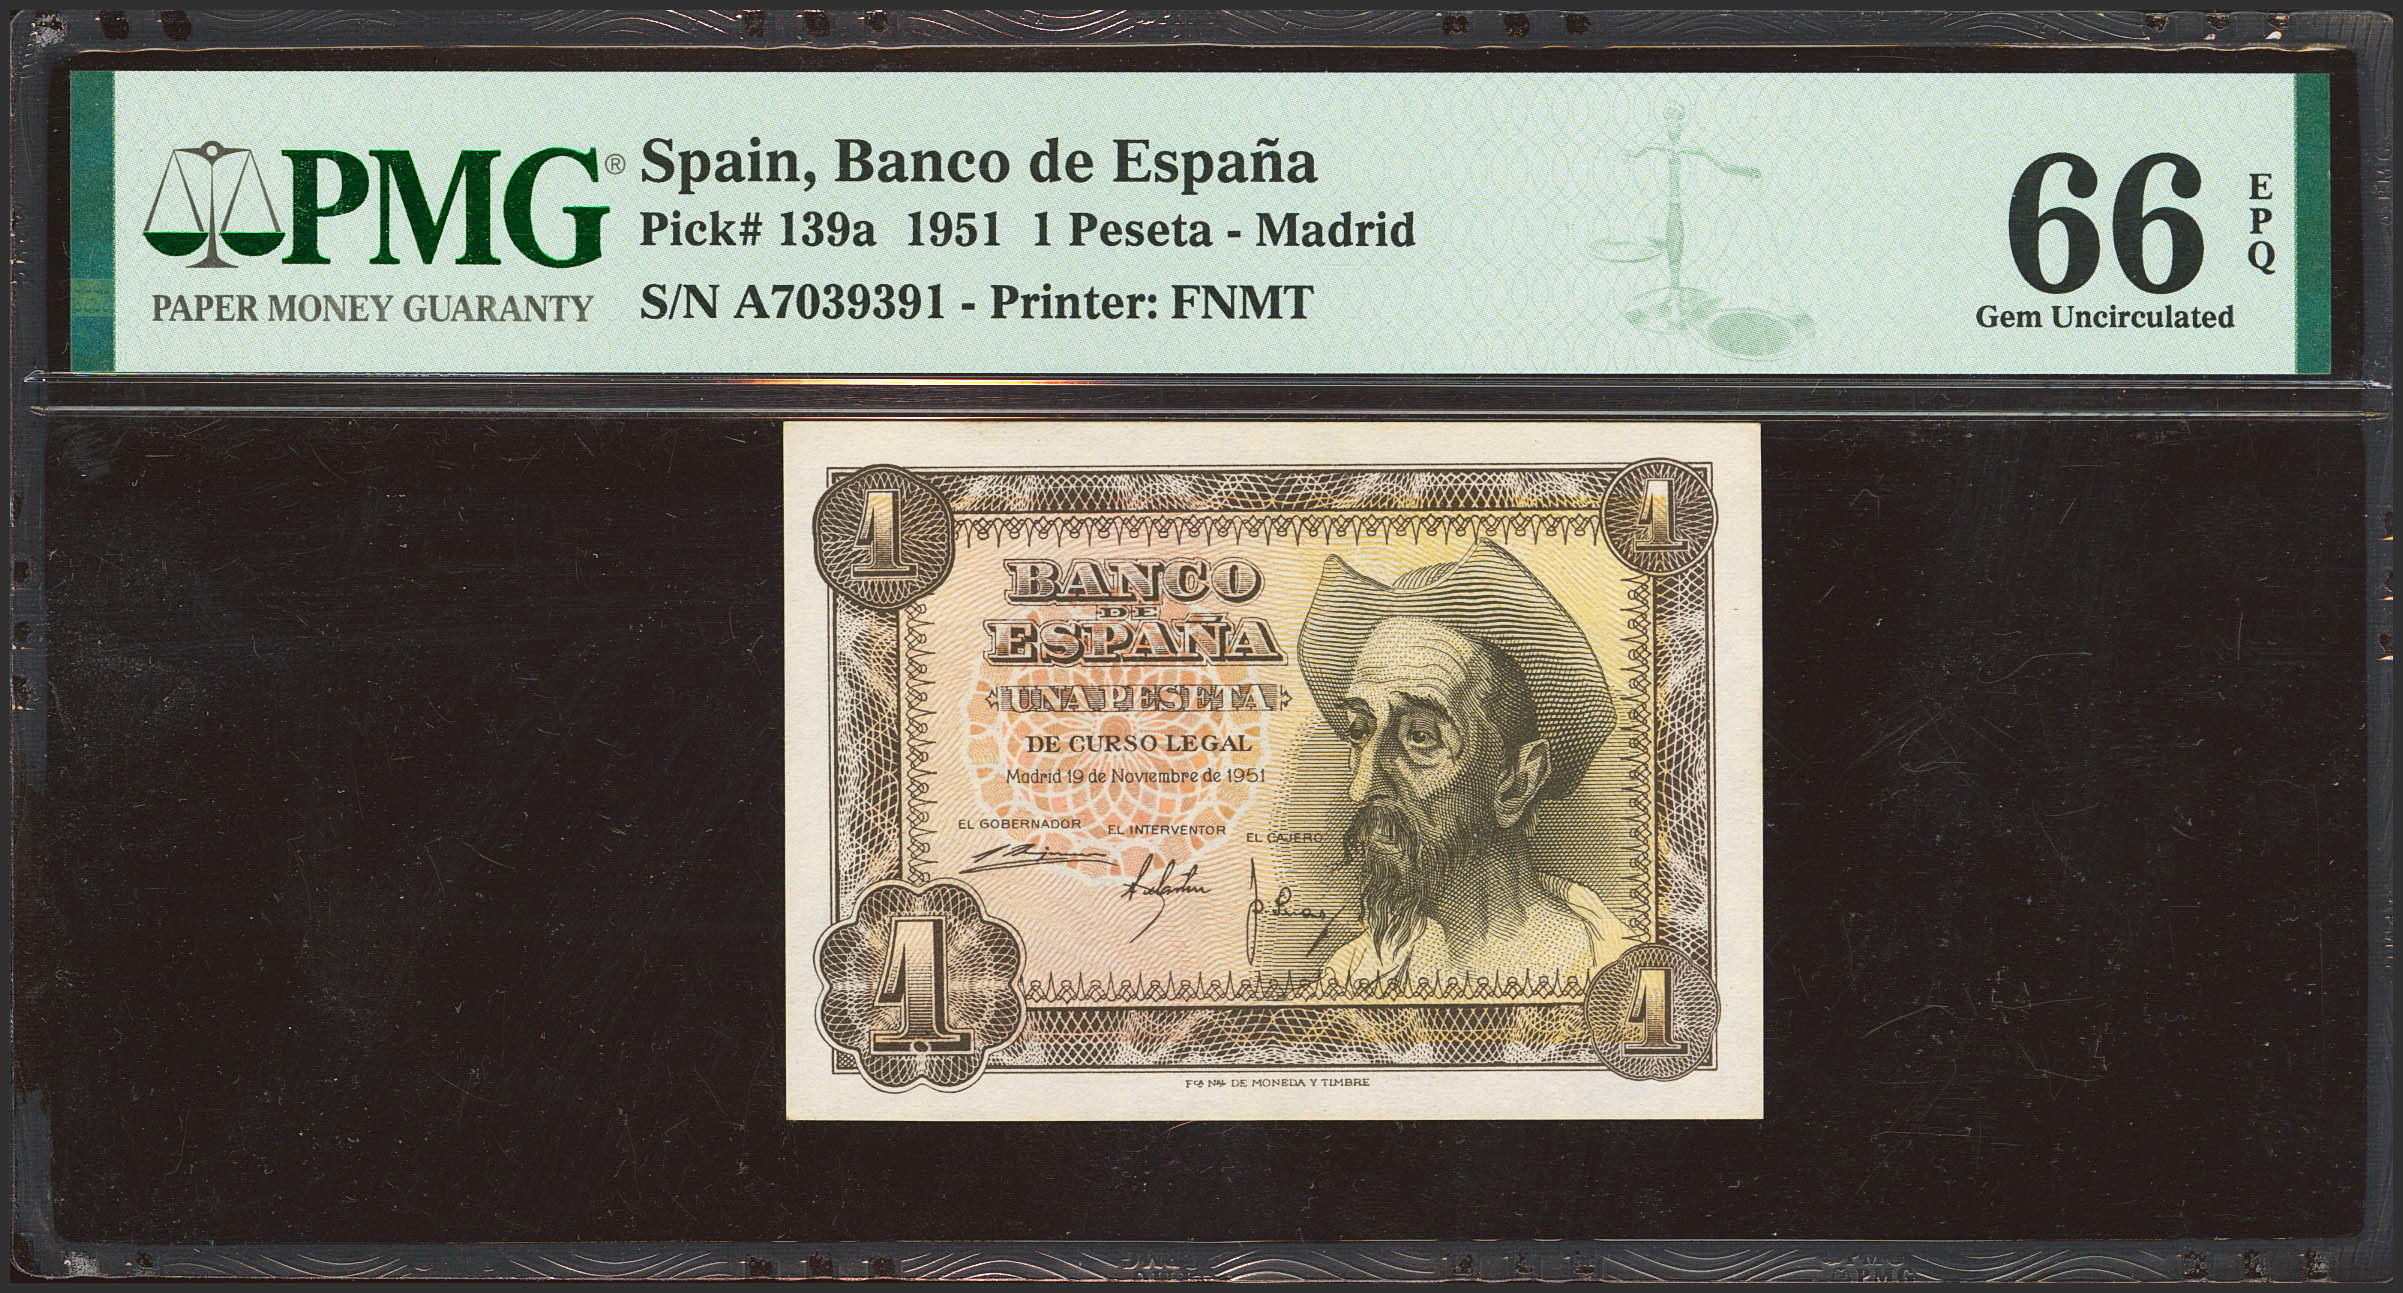 PMG®
PAPER MONEY GUARANTY
Spain, Banco de España
Pick# 139a 1951 1 Peseta - Madrid
S/N A7039391 - Printer: FNMT
66
EPQ
Gem Uncirculated
1
1
BANCO
DE
ESPAÑA
UNA PESETA
DE CURSO LEGAL
Madrid 19 de Noviembre de 1951
EL GOBERNADOR EL INTERVENTOR EL CAJERO
1
1
FCA NAL DE MONEDA Y TIMBRE